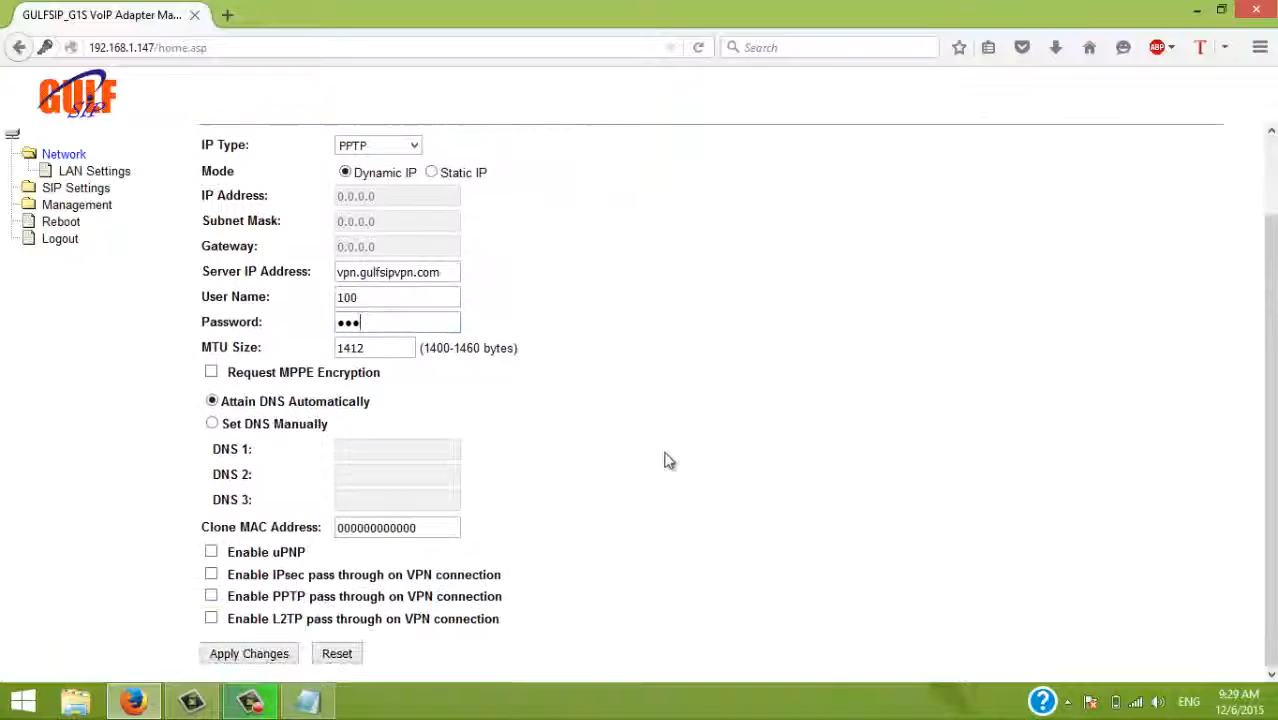 GULFSIP_G1S VoIP Adapter Ma...
192.168.1.147/home.asp
Search
ABP
T
GULF
SIP
Network
LAN Settings
SIP Settings
Management
Reboot
Logout
IP Type: PPTP
Mode Dynamic IP Static IP
IP Address: 0.0.0.0
Subnet Mask: 0.0.0.0
Gateway: 0.0.0.0
Server IP Address: vpn.gulfsipvpn.com
User Name: 100
Password: ●●●
MTU Size: 1412 (1400-1460 bytes)
Request MPPE Encryption
Attain DNS Automatically
Set DNS Manually
DNS 1:
DNS 2:
DNS 3:
Clone MAC Address: 000000000000
Enable uPNP
Enable IPsec pass through on VPN connection
Enable PPTP pass through on VPN connection
Enable L2TP pass through on VPN connection
Apply Changes Reset
ENG
9:29 AM
12/6/2015